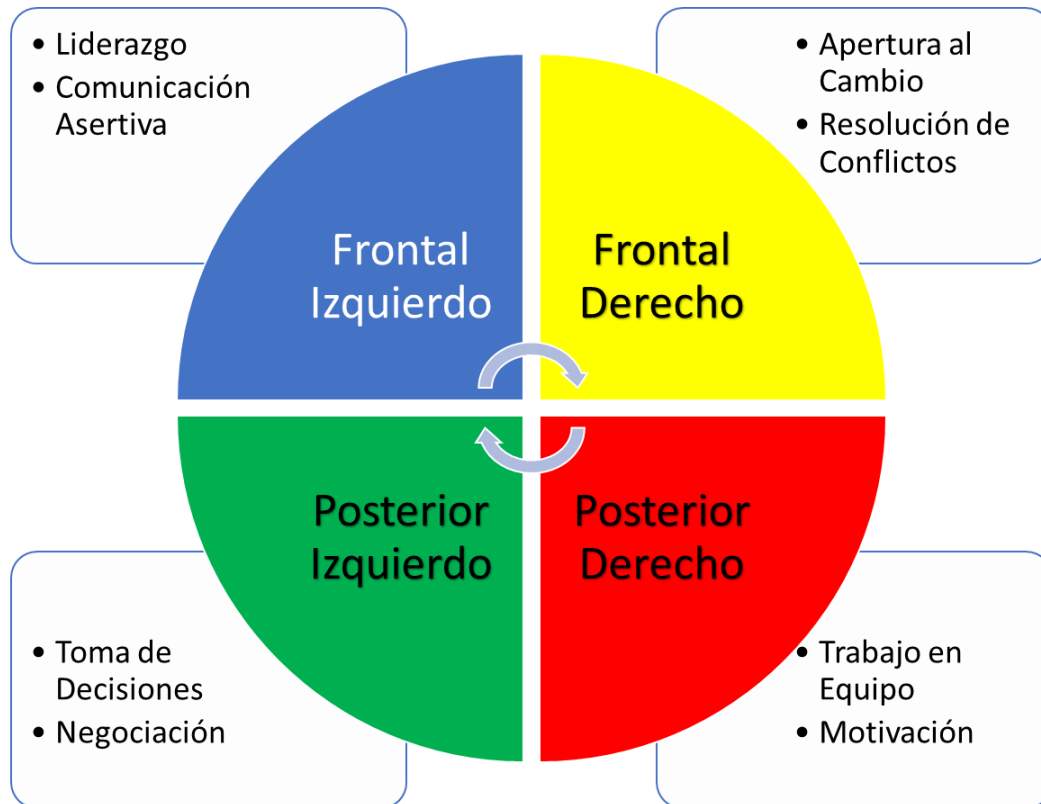 • Liderazgo
• Comunicación
Asertiva
• Apertura al
Cambio
• Resolución de
Conflictos
Frontal
Izquierdo
Frontal
Derecho
Posterior
Izquierdo
Posterior
Derecho
• Toma de
Decisiones
• Negociación
• Trabajo en
Equipo
• Motivación